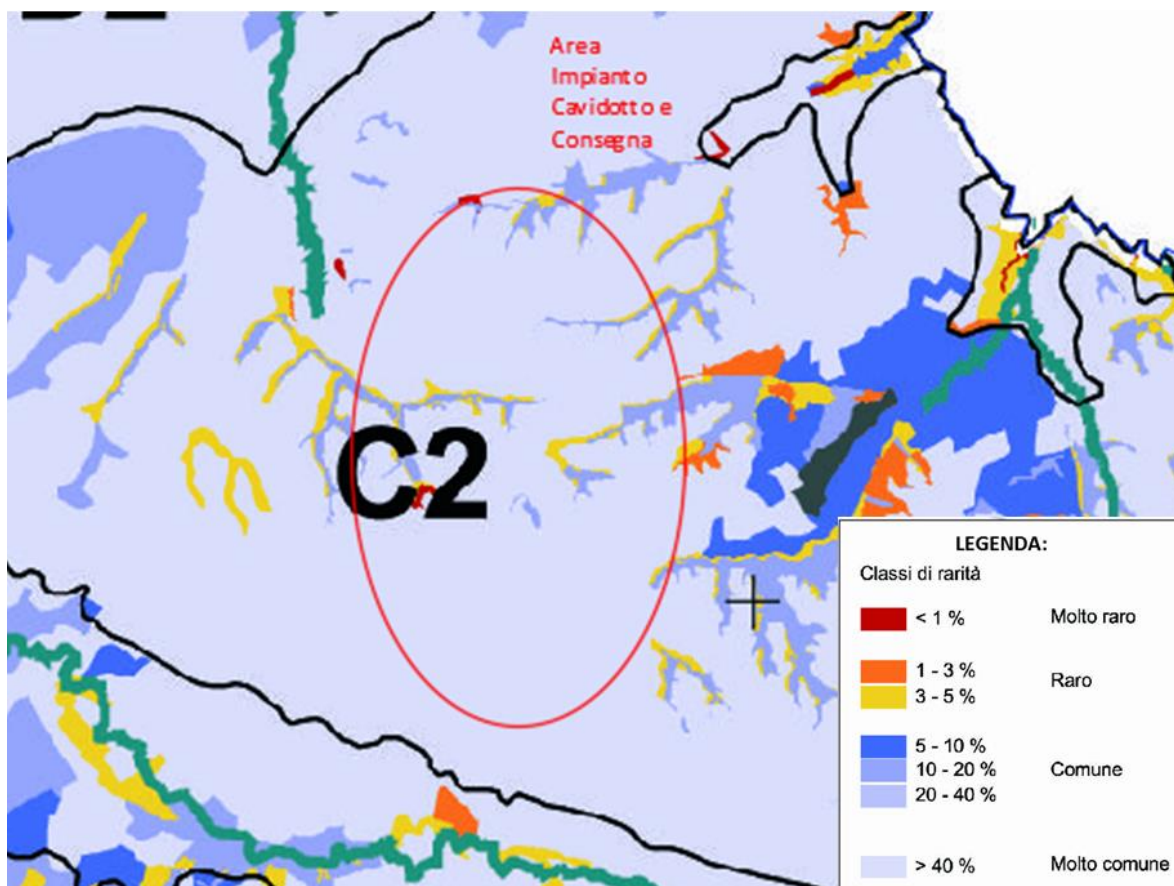 Area
Impianto
Cavidotto e
Consegna
C2
LEGENDA:
Classi di rarità
< 1 % Molto raro
1 - 3 %
Raro
3 - 5 %
5 - 10 %
10 - 20 % Comune
20 - 40 %
> 40 % Molto comune